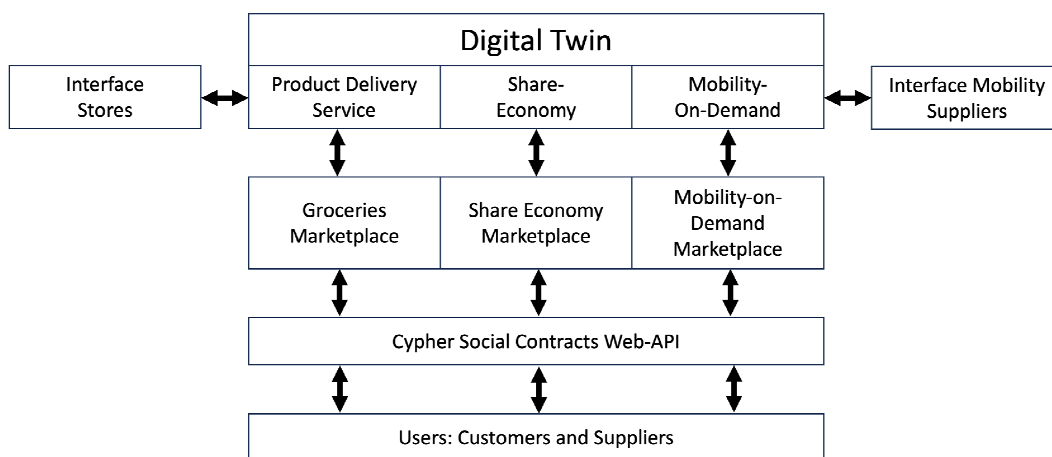 Digital Twin
Interface
Stores
Product Delivery
Service
Share-
Economy
Mobility-
On-Demand
Interface Mobility
Suppliers
Groceries
Marketplace
Share Economy
Marketplace
Mobility-on-
Demand
Marketplace
Cypher Social Contracts Web-API
Users: Customers and Suppliers